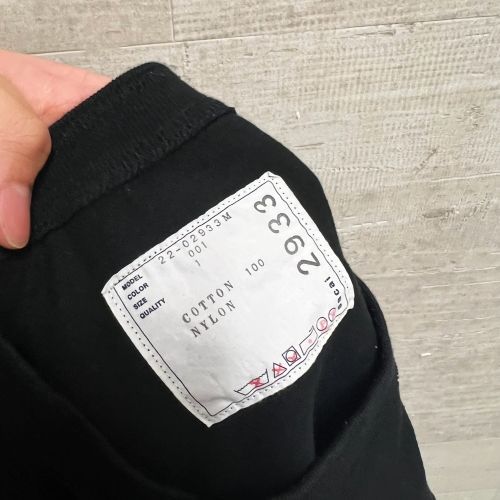 MODEL 22-02933M
COLOR 001
SIZE 1
QUALITY
COTTON 100
NYLON
2933
sacai